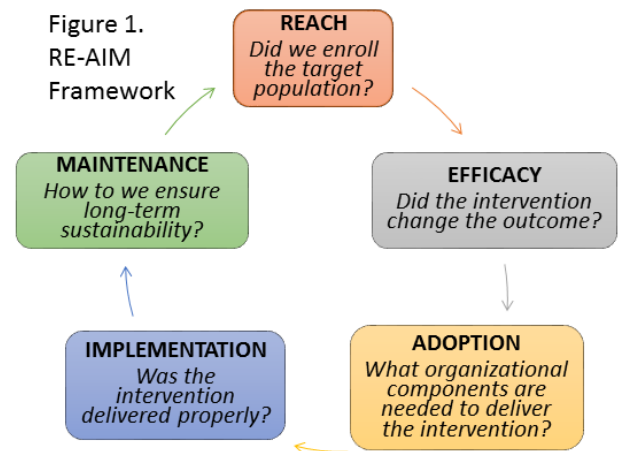 Figure 1.
RE-AIM
Framework
REACH
Did we enroll
the target
population?
EFFICACY
Did the intervention
change the outcome?
ADOPTION
What organizational
components are
needed to deliver
the intervention?
IMPLEMENTATION
Was the
intervention
delivered properly?
MAINTENANCE
How to we ensure
long-term
sustainability?